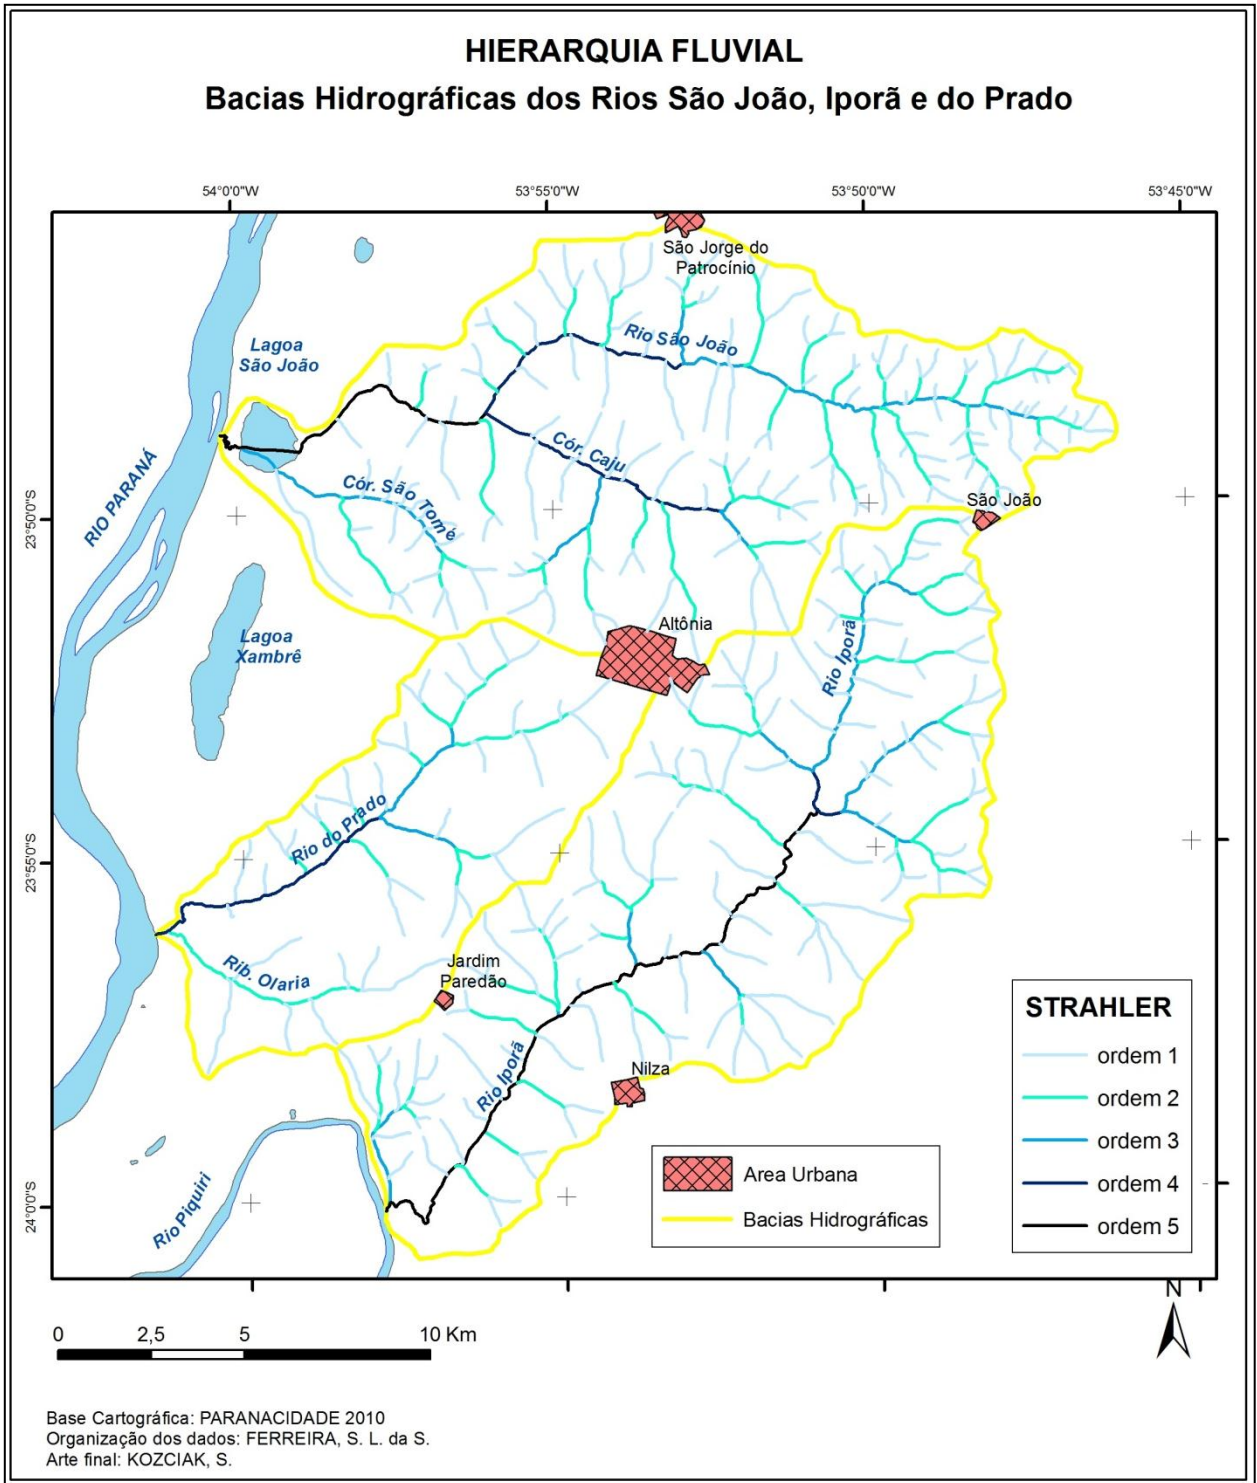 HIERARQUIA FLUVIAL
Bacias Hidrográficas dos Rios São João, Iporã e do Prado
54°0'0"W
53°55'0"W
53°50'0"W
53°45'0"W
São Jorge do
Patrocínio
Rio São João
Lagoa
São João
Cór. Caju
Cór. São Tomé
RIO PARANÁ
São João
23°50'0"S
Altônia
Lagoa
Xambrê
Rio Iporã
Rio do Prado
23°55'0"S
Rib. Olaria
Jardim
Paredão
Rio Iporã
Nilza
Rio Piquiri
24°0'0"S
STRAHLER
ordem 1
ordem 2
ordem 3
ordem 4
ordem 5
Area Urbana
Bacias Hidrográficas
N
0 2,5 5 10 Km
Base Cartográfica: PARANACIDADE 2010
Organização dos dados: FERREIRA, S. L. da S.
Arte final: KOZCIAK, S.